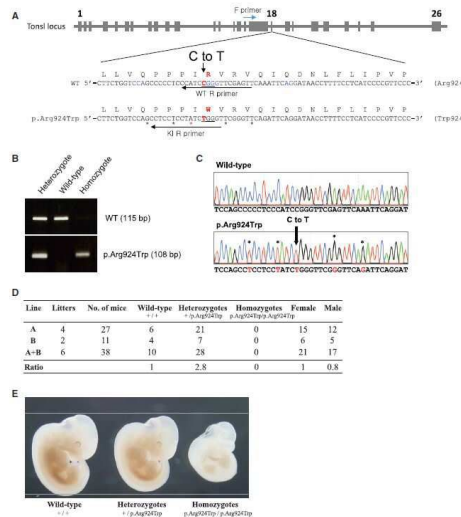 A
F primer
Tonsl locus
1
18
26
C to T
L L V Q P P P I R V R V Q I Q D N L F L I P V P
WT 5'—CTTCTGGTCCAGCCCCCTCCCATCCGGGTTCGAGTTCAAATTCAGGATAACCTTTTCCTCATCCCCGTTCCC—3' (Arg924
WT R primer
L L V Q P P P I W V R V Q I Q D N L F L I P V P
p.Arg924Trp
(Trp92
KI R primer
B
Heterozygote
Wild-type
Homozygote
WT (115 bp)
p.Arg924Trp (108 bp)
C
Wild-type
TCCAGCCCCCTCCCATCCGGGTTCGAGTTCAAATTCAGGAT
C to T
p.Arg924Trp
TCCAGCCTCCTCCTATCTGGGTTCGGGTTCAGATTCAGGAT
D
Line Litters No. of mice Wild-type +/+ Heterozygotes +/p.Arg924Trp Homozygotes p.Arg924Trp/p.Arg924Trp Female Male
A 4 27 6 21 0 15 12
B 2 11 4 7 0 6 5
A+B 6 38 10 28 0 21 17
Ratio 1 2.8 0 1 0.8
E
Wild-type Heterozygotes Homozygotes
+/+ +/p.Arg924Trp p.Arg924Trp/p.Arg924Trp